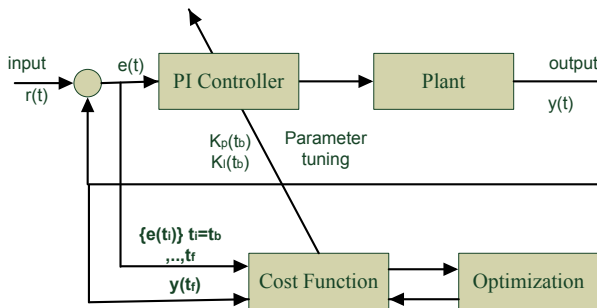 input
r(t)
e(t)
PI Controller
Plant
output
y(t)
Kp(tb)
KI(tb)
Parameter
tuning
{e(ti)} ti=tb
,..,tf
y(tf)
Cost Function
Optimization